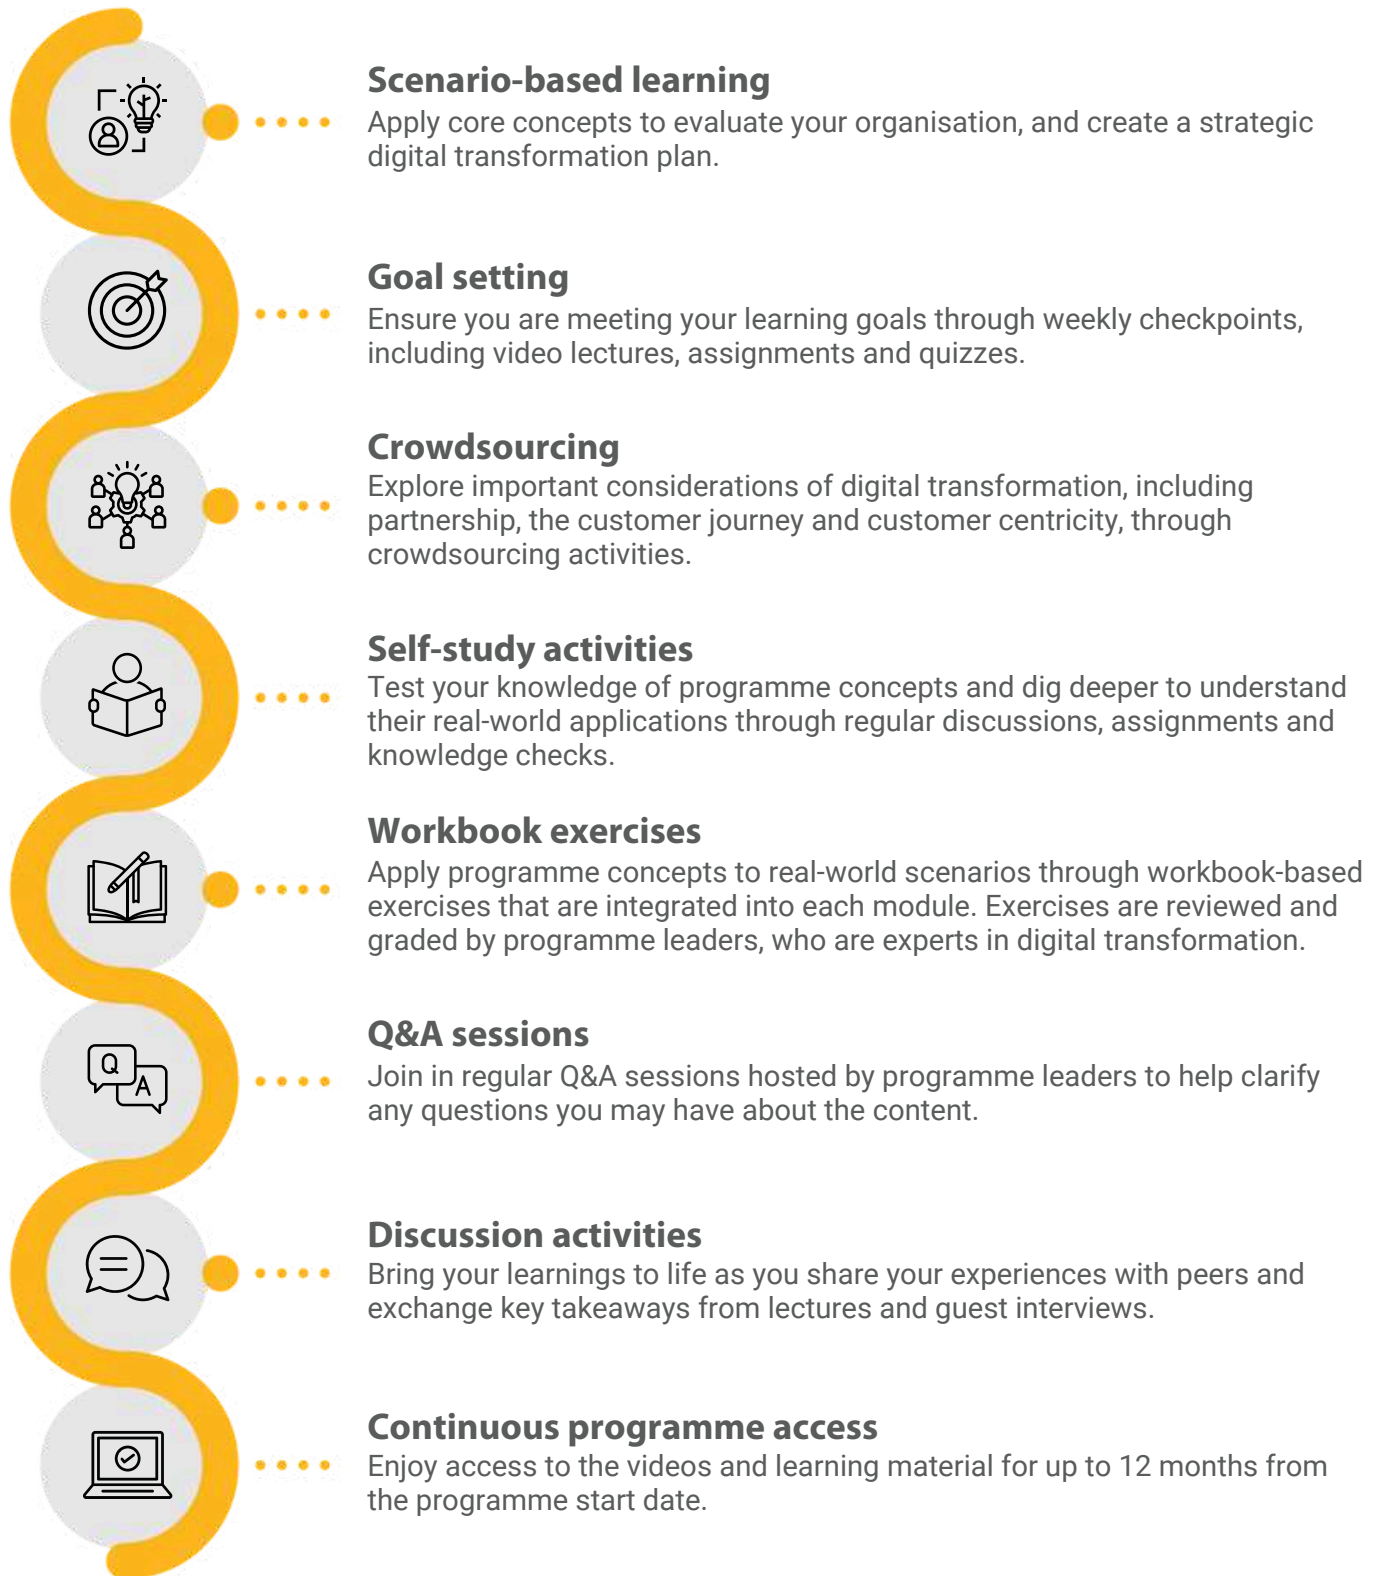 Scenario-based learning
Apply core concepts to evaluate your organisation, and create a strategic
digital transformation plan.
Goal setting
Ensure you are meeting your learning goals through weekly checkpoints,
including video lectures, assignments and quizzes.
Crowdsourcing
Explore important considerations of digital transformation, including
partnership, the customer journey and customer centricity, through
crowdsourcing activities.
Self-study activities
Test your knowledge of programme concepts and dig deeper to understand
their real-world applications through regular discussions, assignments and
knowledge checks.
Workbook exercises
Apply programme concepts to real-world scenarios through workbook-based
exercises that are integrated into each module. Exercises are reviewed and
graded by programme leaders, who are experts in digital transformation.
Q&A sessions
Q
A
Join in regular Q&A sessions hosted by programme leaders to help clarify
any questions you may have about the content.
Discussion activities
Bring your learnings to life as you share your experiences with peers and
exchange key takeaways from lectures and guest interviews.
Continuous programme access
Enjoy access to the videos and learning material for up to 12 months from
the programme start date.